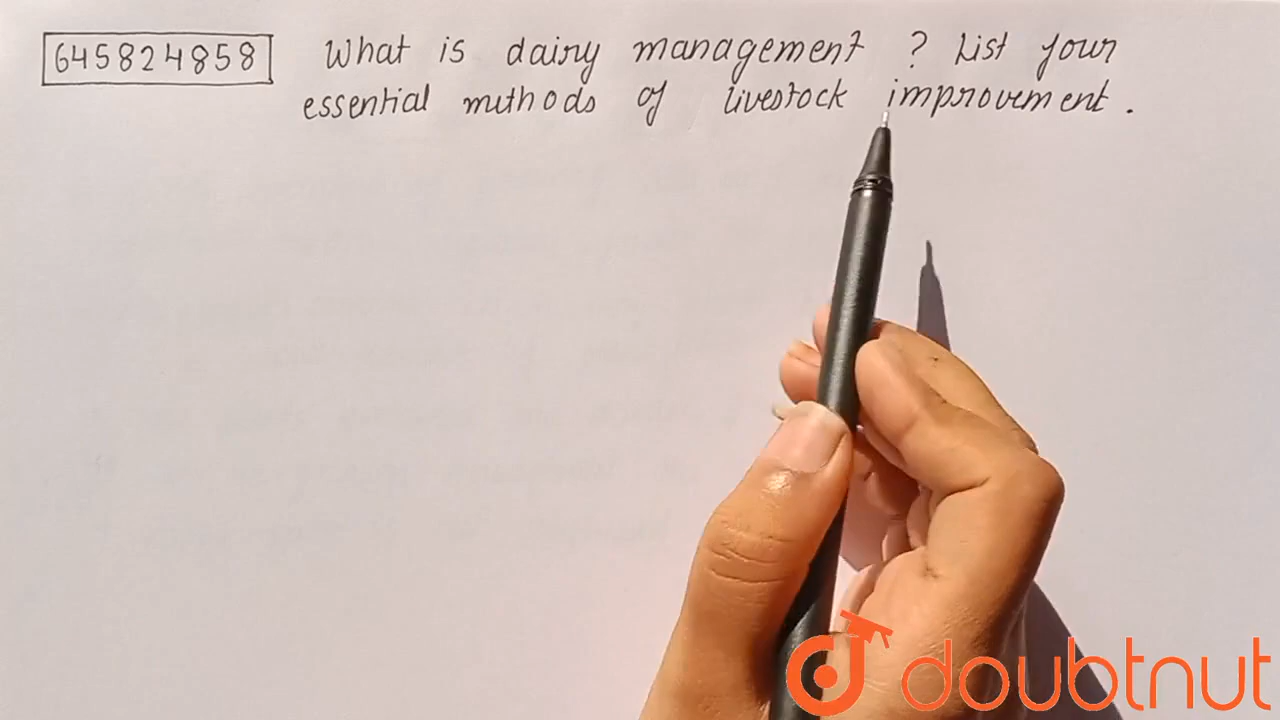 645824858 What is dairy management ? List four
essential methods of livestock improvement .
doubtnut